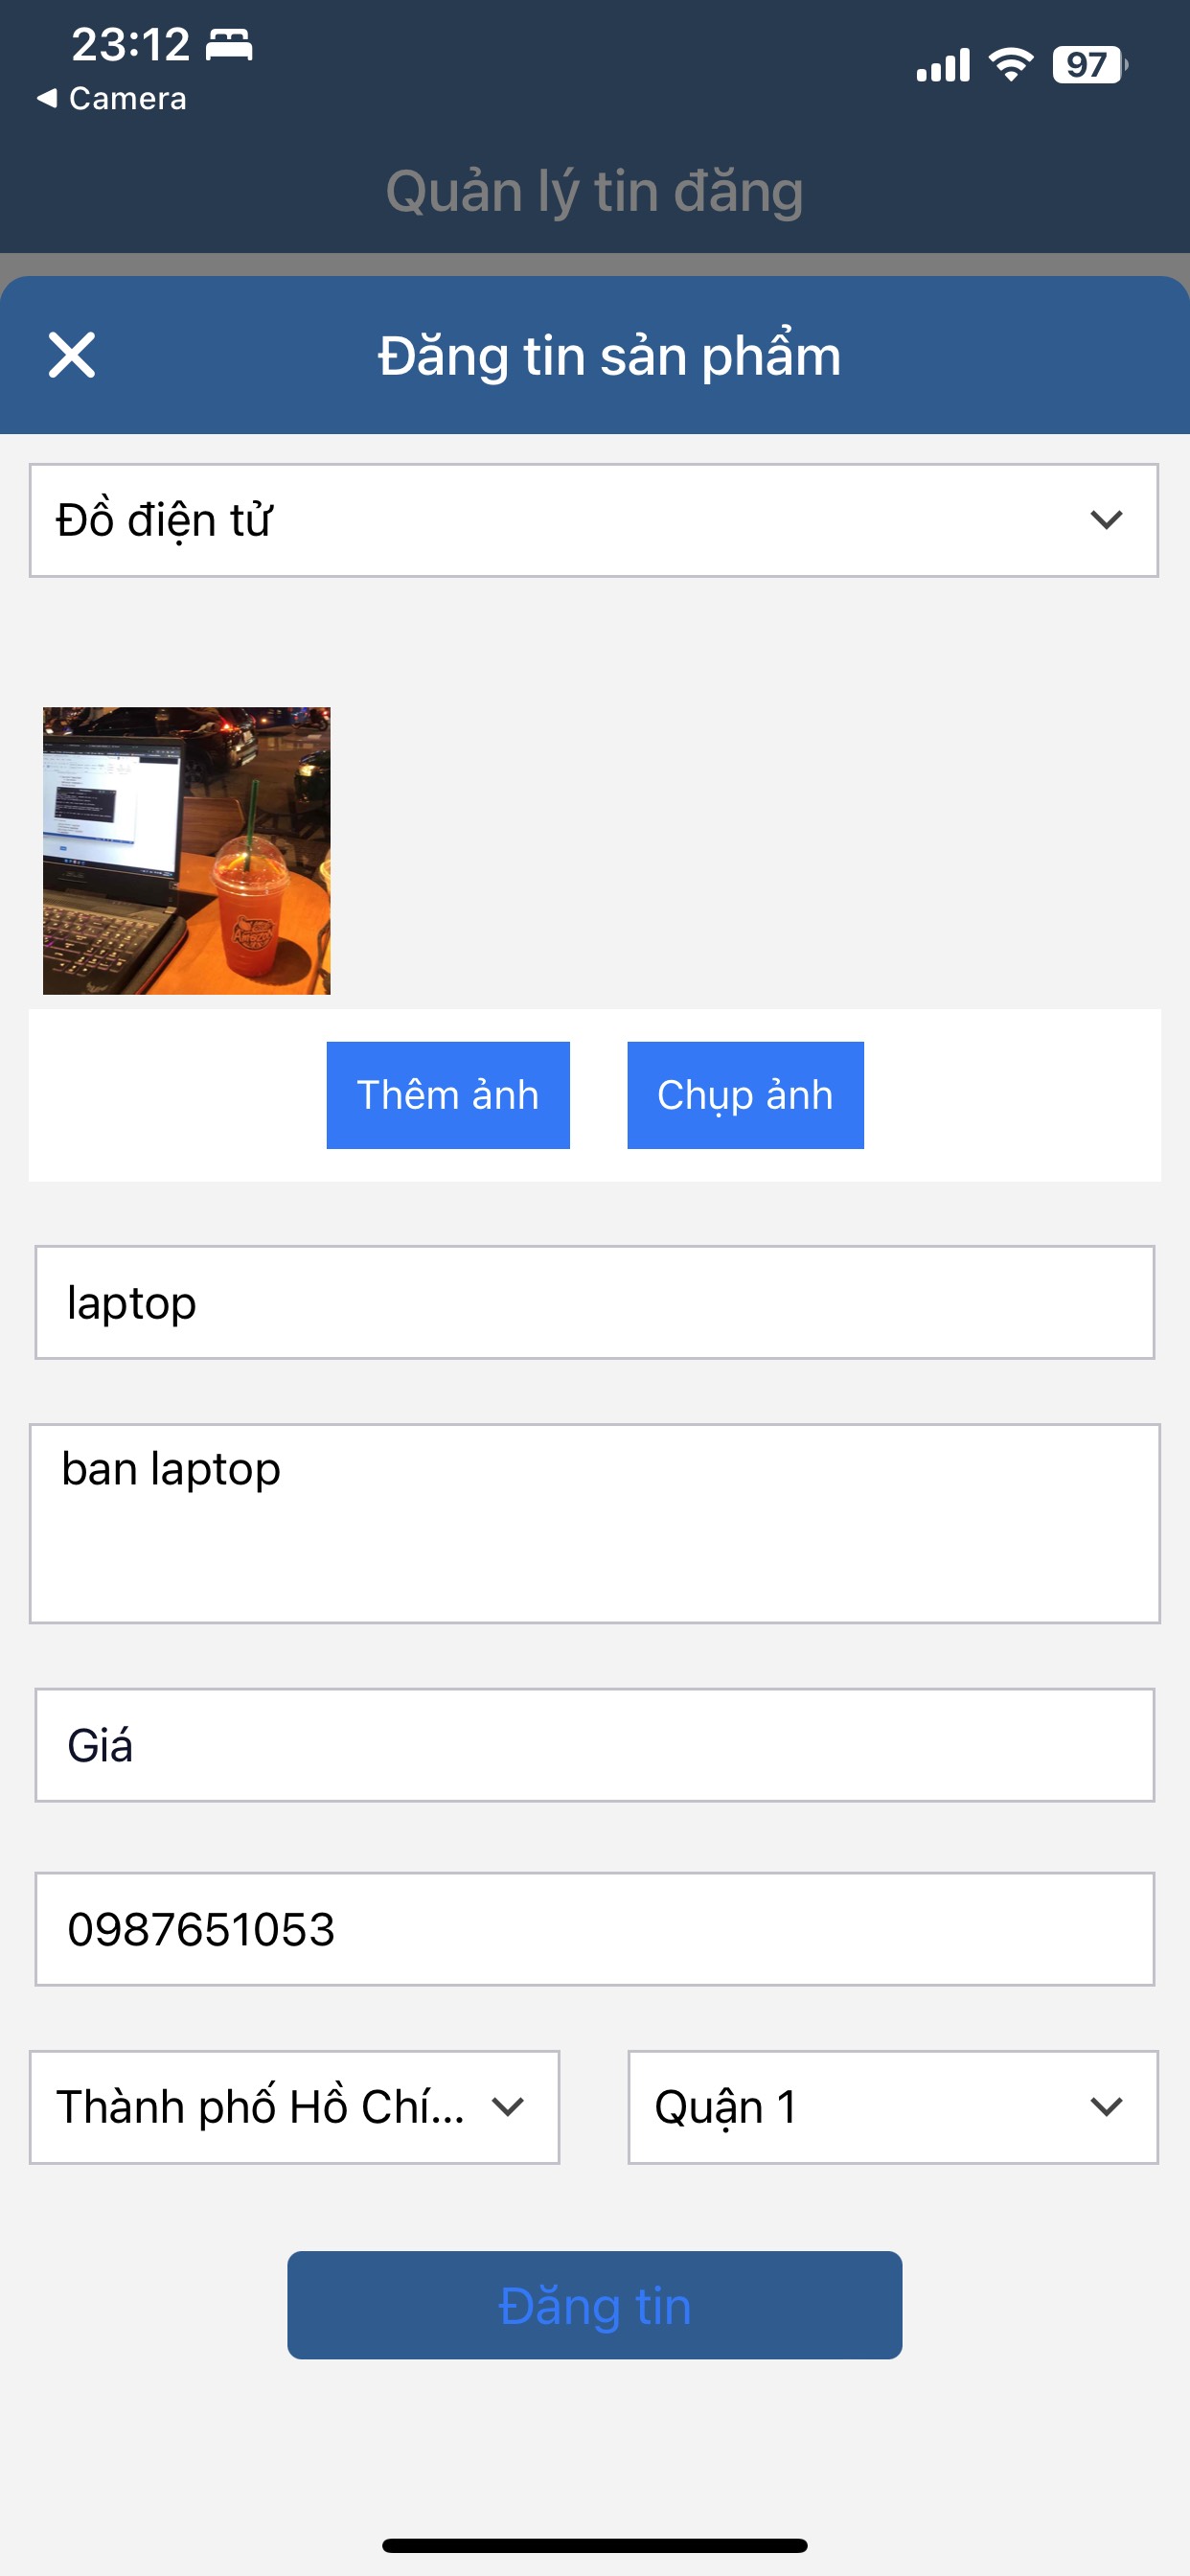 23:12
Camera
97
Quản lý tin đăng
Đăng tin sản phẩm
Đồ điện tử
Thêm ảnh
Chụp ảnh
laptop
ban laptop
Giá
0987651053
Thành phố Hồ Chí...
Quận 1
Đăng tin